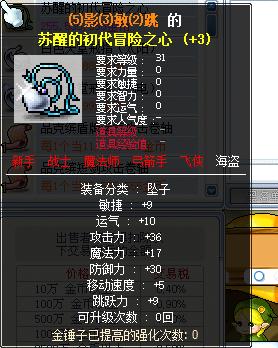 (5)影(3)敏(2)跳 的
苏醒的初代冒险之心 (+3)
要求等级 : 31
要求力量 : 0
要求敏捷 : 0
要求智力 : 0
要求运气 : 0
要求人气度 : -
道具等级 :
道具经验值
新手 战士 魔法师 弓箭手 飞侠 海盗
装备分类 : 坠子
敏捷 : +9
运气 : +10
攻击力 : +36
魔法力 : +17
防御力 : +30
移动速度 : +5
跳跃力 : +9
可升级次数 : 0回
金锤子已提高的强化次数: 0